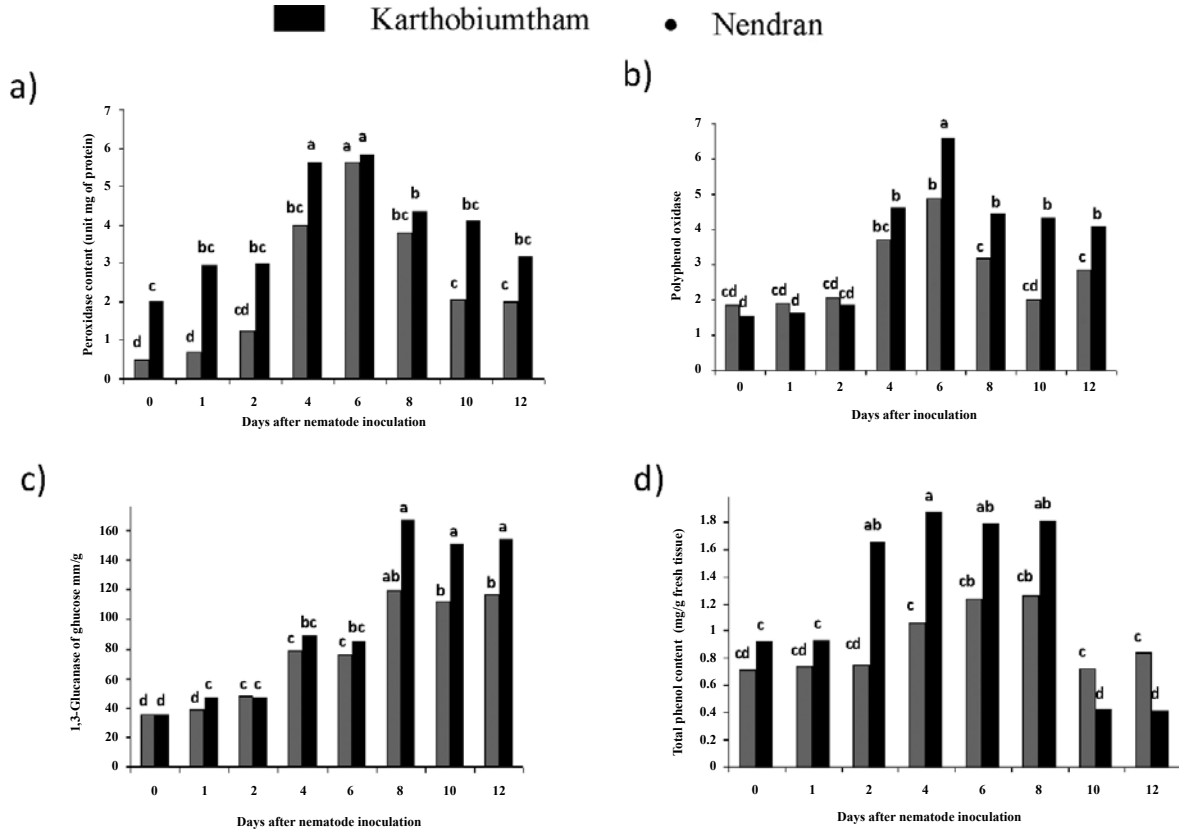 Karthobiumtham Nendran
a)
Peroxidase content (unit mg of protein)
7
6
5
4
3
2
1
0
d c d bc cd bc bc a a a bc b c bc c bc
0 1 2 4 6 8 10 12
Days after nematode inoculation
b)
Polyphenol oxidase
7
6
5
4
3
2
1
0
cd d cd d cd cd bc b b a c b cd b c b
0 1 2 4 6 8 10 12
Days after inoculation
c)
1,3-Glucanase of ghucose mm/g
160
140
120
100
80
60
40
20
0
d d d c c c c bc c bc ab a b a b a
0 1 2 4 6 8 10 12
Days after nematode inoculation
d)
Total phenol content (mg/g fresh tissue)
1.8
1.6
1.4
1.2
1
0.8
0.6
0.4
0.2
0
cd c cd c cd ab c a cb ab cb ab c d c d
0 1 2 4 6 8 10 12
Days after nematode inoculation